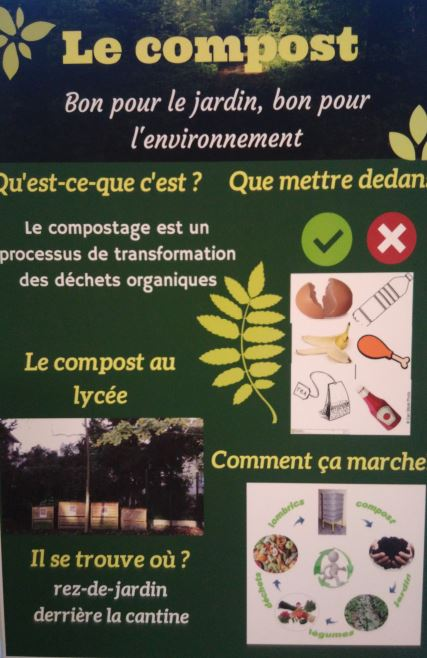 Le compost
Bon pour le jardin, bon pour
l'environnement
Qu'est-ce-que c'est ?
Le compostage est un
processus de transformation
des déchets organiques
Que mettre dedans
TEA
Le compost au
lycée
Il se trouve où ?
rez-de-jardin
derrière la cantine
Comment ça marche
lombrics
compost
jardin
légumes
déchets